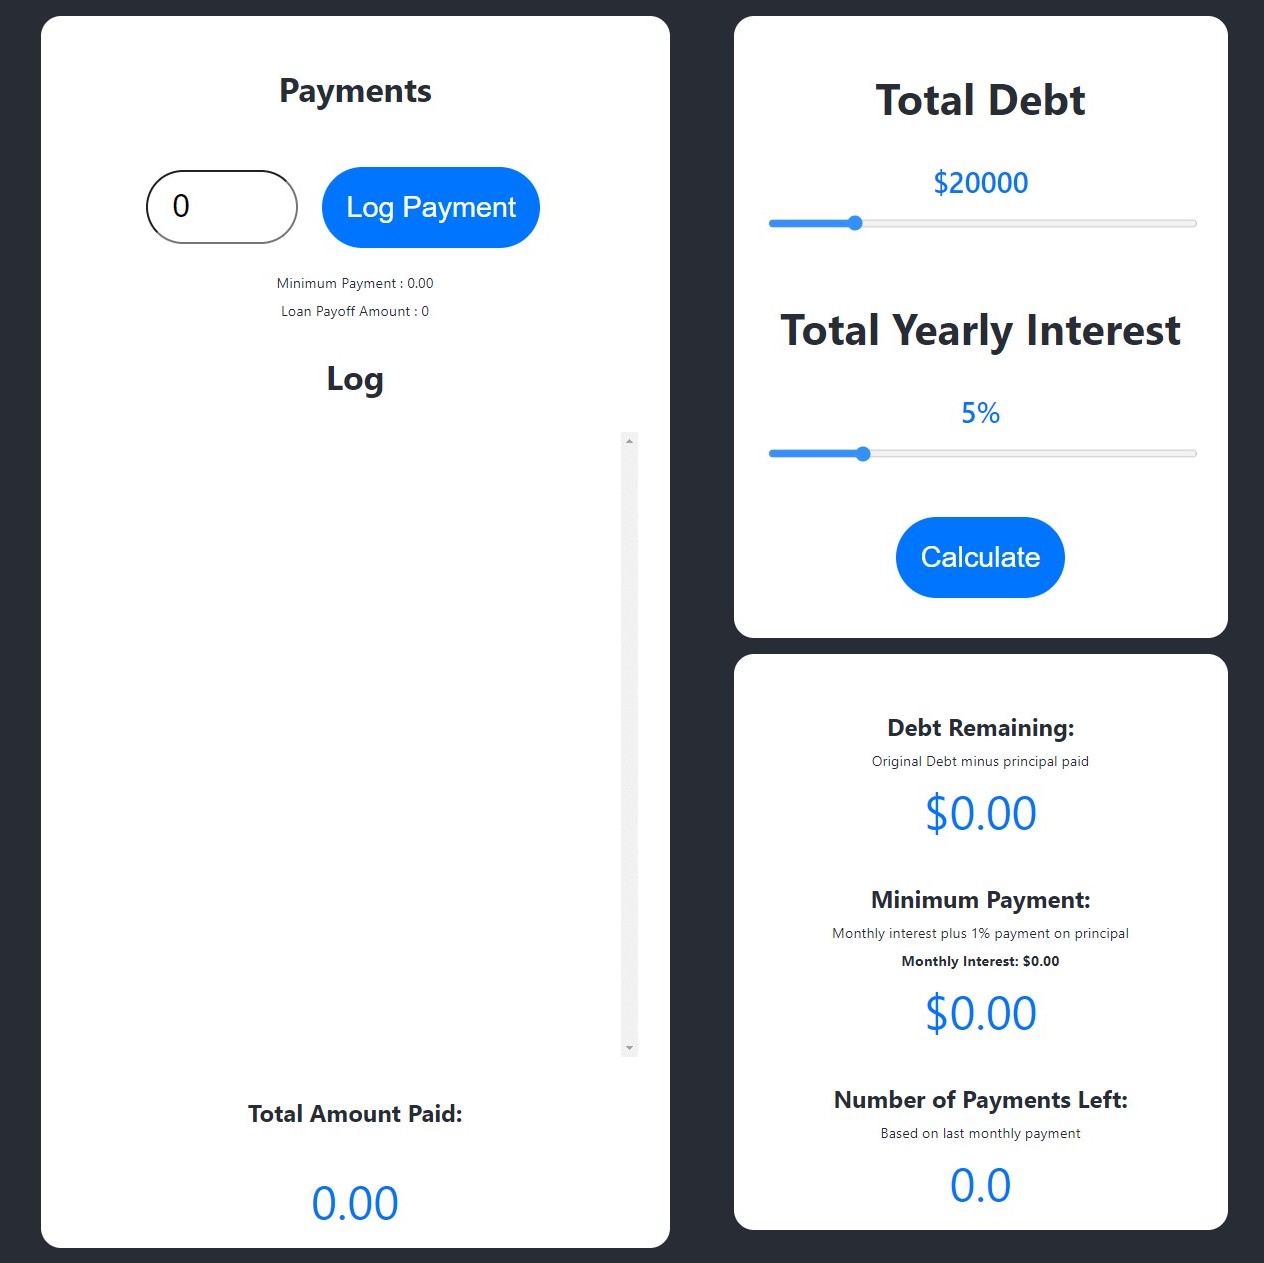 Payments
0
Log Payment
Minimum Payment : 0.00
Loan Payoff Amount : 0
Log
Total Amount Paid:
0.00
Total Debt
$20000
Total Yearly Interest
5%
Calculate
Debt Remaining:
Original Debt minus principal paid
$0.00
Minimum Payment:
Monthly interest plus 1% payment on principal
Monthly Interest: $0.00
$0.00
Number of Payments Left:
Based on last monthly payment
0.0